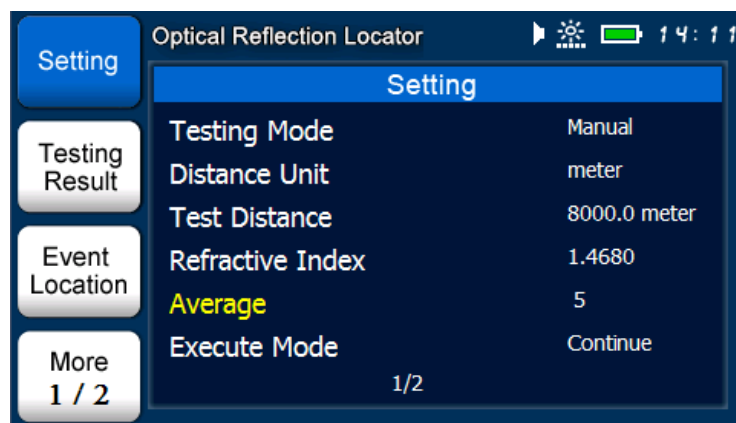 Optical Reflection Locator 14:11
Setting
Testing
Result
Event
Location
More
1 / 2
Setting
Testing Mode Manual
Distance Unit meter
Test Distance 8000.0 meter
Refractive Index 1.4680
Average 5
Execute Mode Continue
1/2